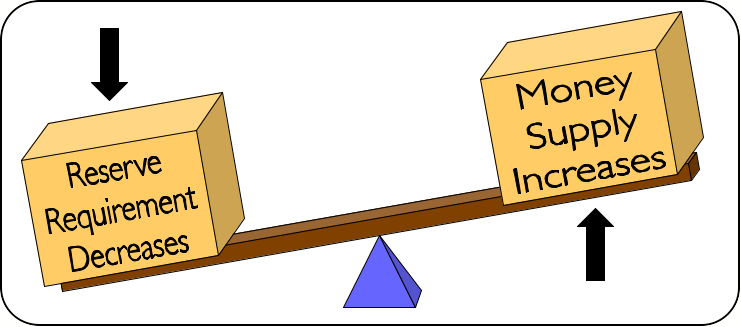 Reserve
Requirement
Decreases
Money
Supply
Increases